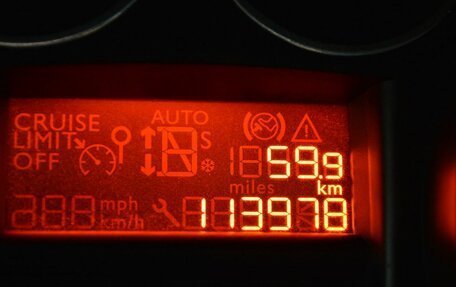 CRUISE
LIMIT
OFF
AUTO
S
59.9
miles
km
mph
km/h
113978